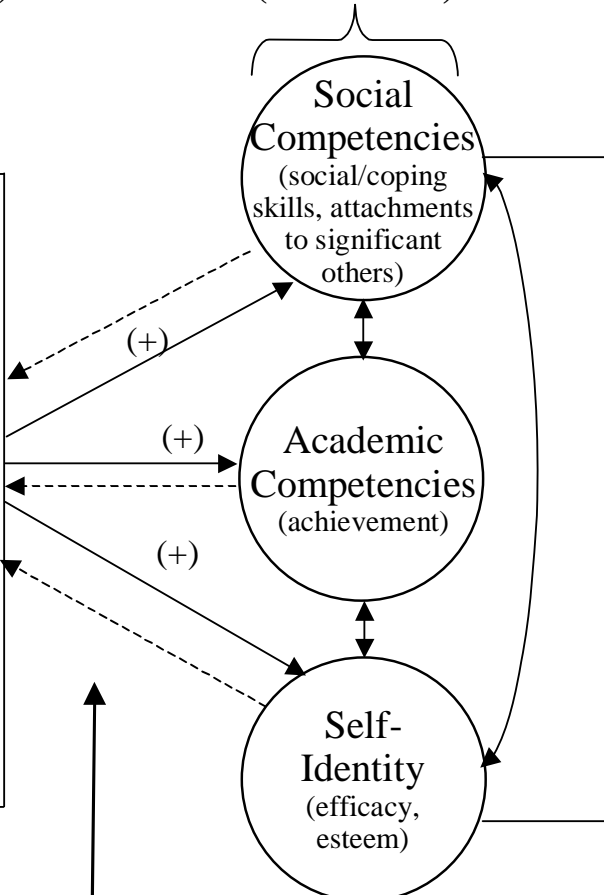 Social
Competencies
(social/coping
skills, attachments
to significant
others)
(+)
(+)
Academic
Competencies
(achievement)
(+)
Self-
Identity
(efficacy,
esteem)